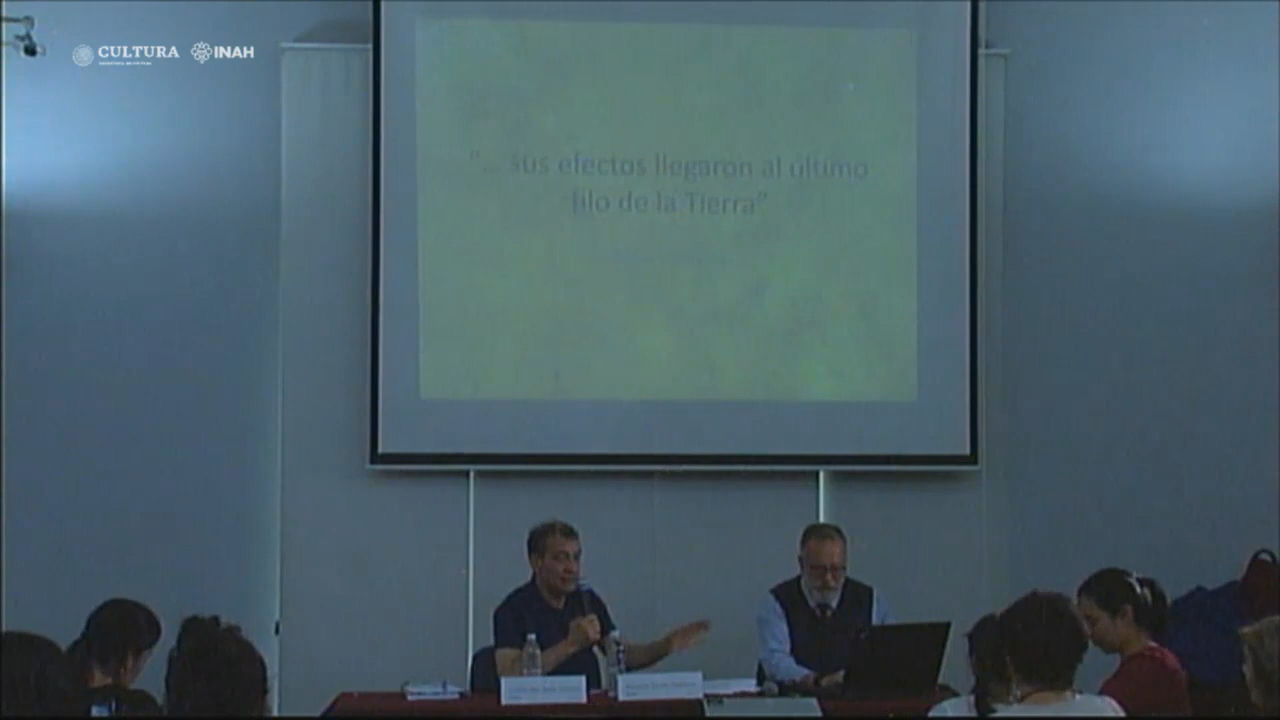 CULTURA INAH
"... sus efectos llegaron al último
filo de la Tierra"